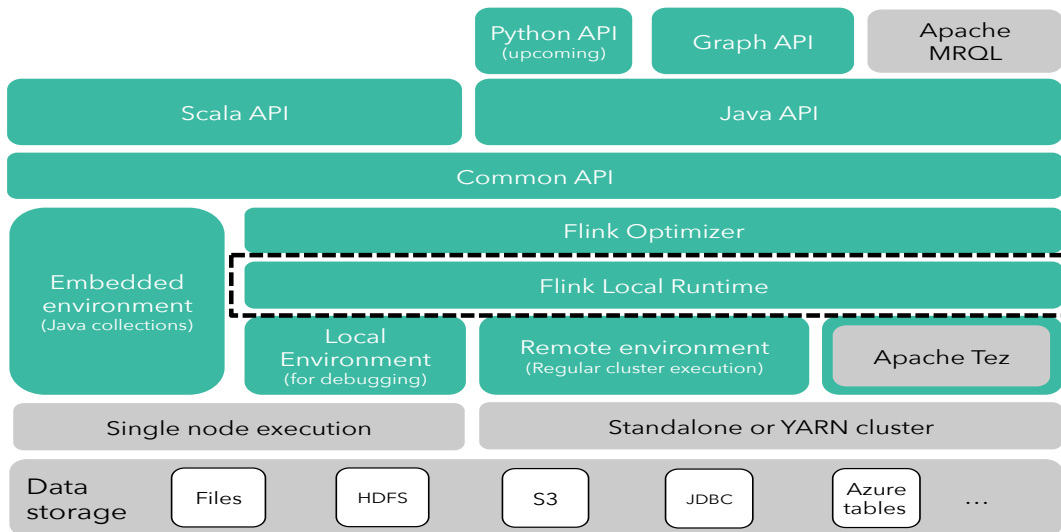 Python API
(upcoming)
Graph API
Apache
MRQL
Scala API
Java API
Common API
Flink Optimizer
Embedded
environment
(Java collections)
Flink Local Runtime
Local
Environment
(for debugging)
Remote environment
(Regular cluster execution)
Apache Tez
Single node execution
Standalone or YARN cluster
Data
storage
Files
HDFS
S3
JDBC
Azure
tables
...